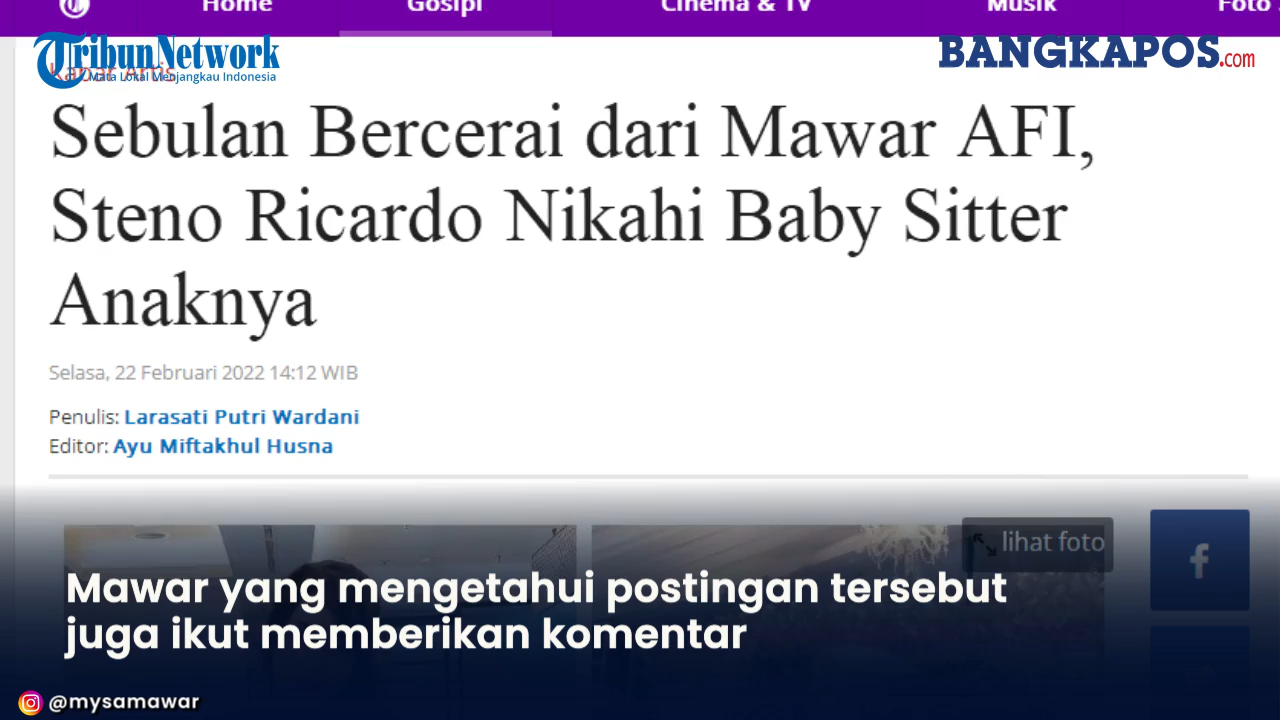 Home Gosip! Cinema & TV Musik Foto
TribunNetwork
Mata Lokal Menjangkau Indonesia
BANGKAPOS.com
Sebulan Bercerai dari Mawar AFI,
Steno Ricardo Nikahi Baby Sitter
Anaknya
Selasa, 22 Februari 2022 14:12 WIB
Penulis: Larasati Putri Wardani
Editor: Ayu Miftakhul Husna
lihat foto
f
Mawar yang mengetahui postingan tersebut
juga ikut memberikan komentar
@mysamawar